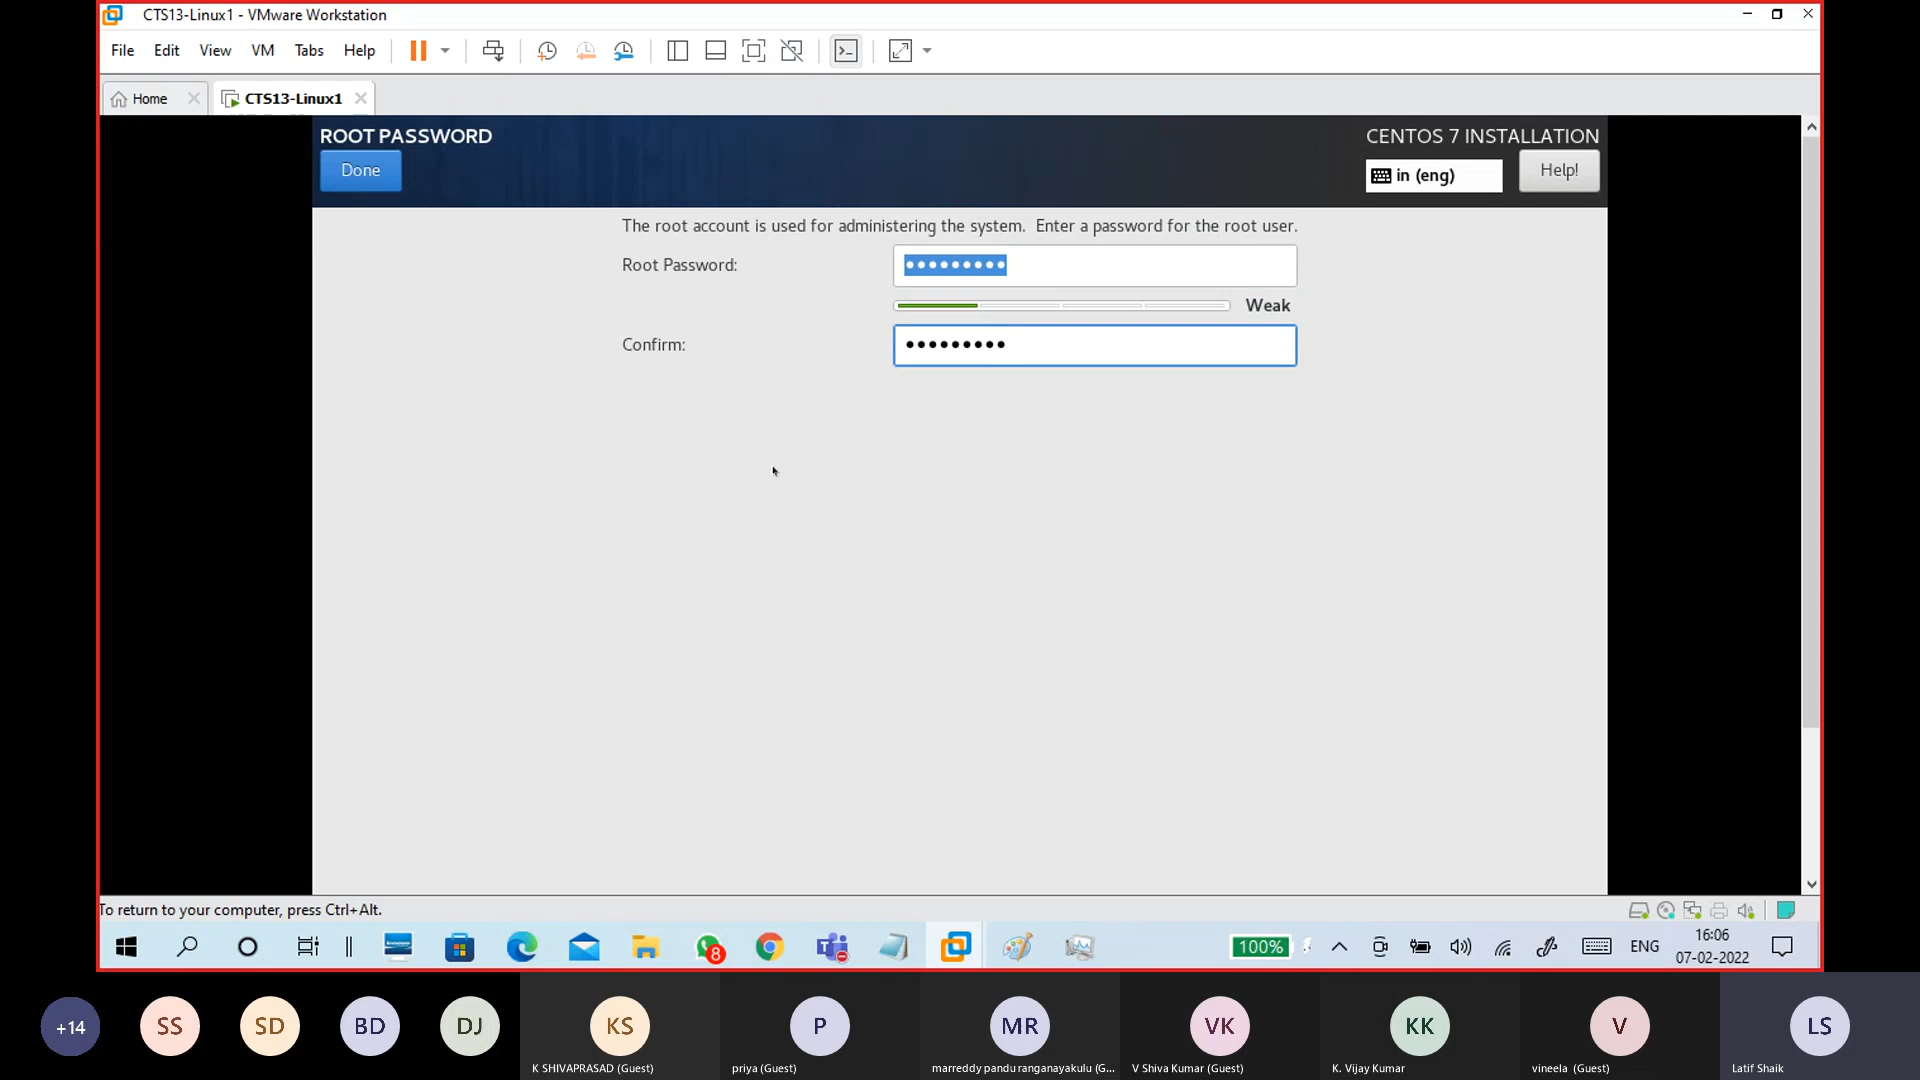 CTS13-Linux1 - VMware Workstation
File Edit View VM Tabs Help
Home
CTS13-Linux1
ROOT PASSWORD
CENTOS 7 INSTALLATION
Done
in (eng)
Help!
The root account is used for administering the system. Enter a password for the root user.
Root Password:
Weak
Confirm:
To return to your computer, press Ctrl+Alt.
8
100%
ENG
16:06
07-02-2022
+14
SS
SD
BD
DJ
KS
P
MR
VK
KK
V
LS
K SHIVAPRASAD (Guest)
priya (Guest)
marreddy pandu ranganayakulu (G...
V Shiva Kumar (Guest)
K. Vijay Kumar
vineela (Guest)
Latif Shaik